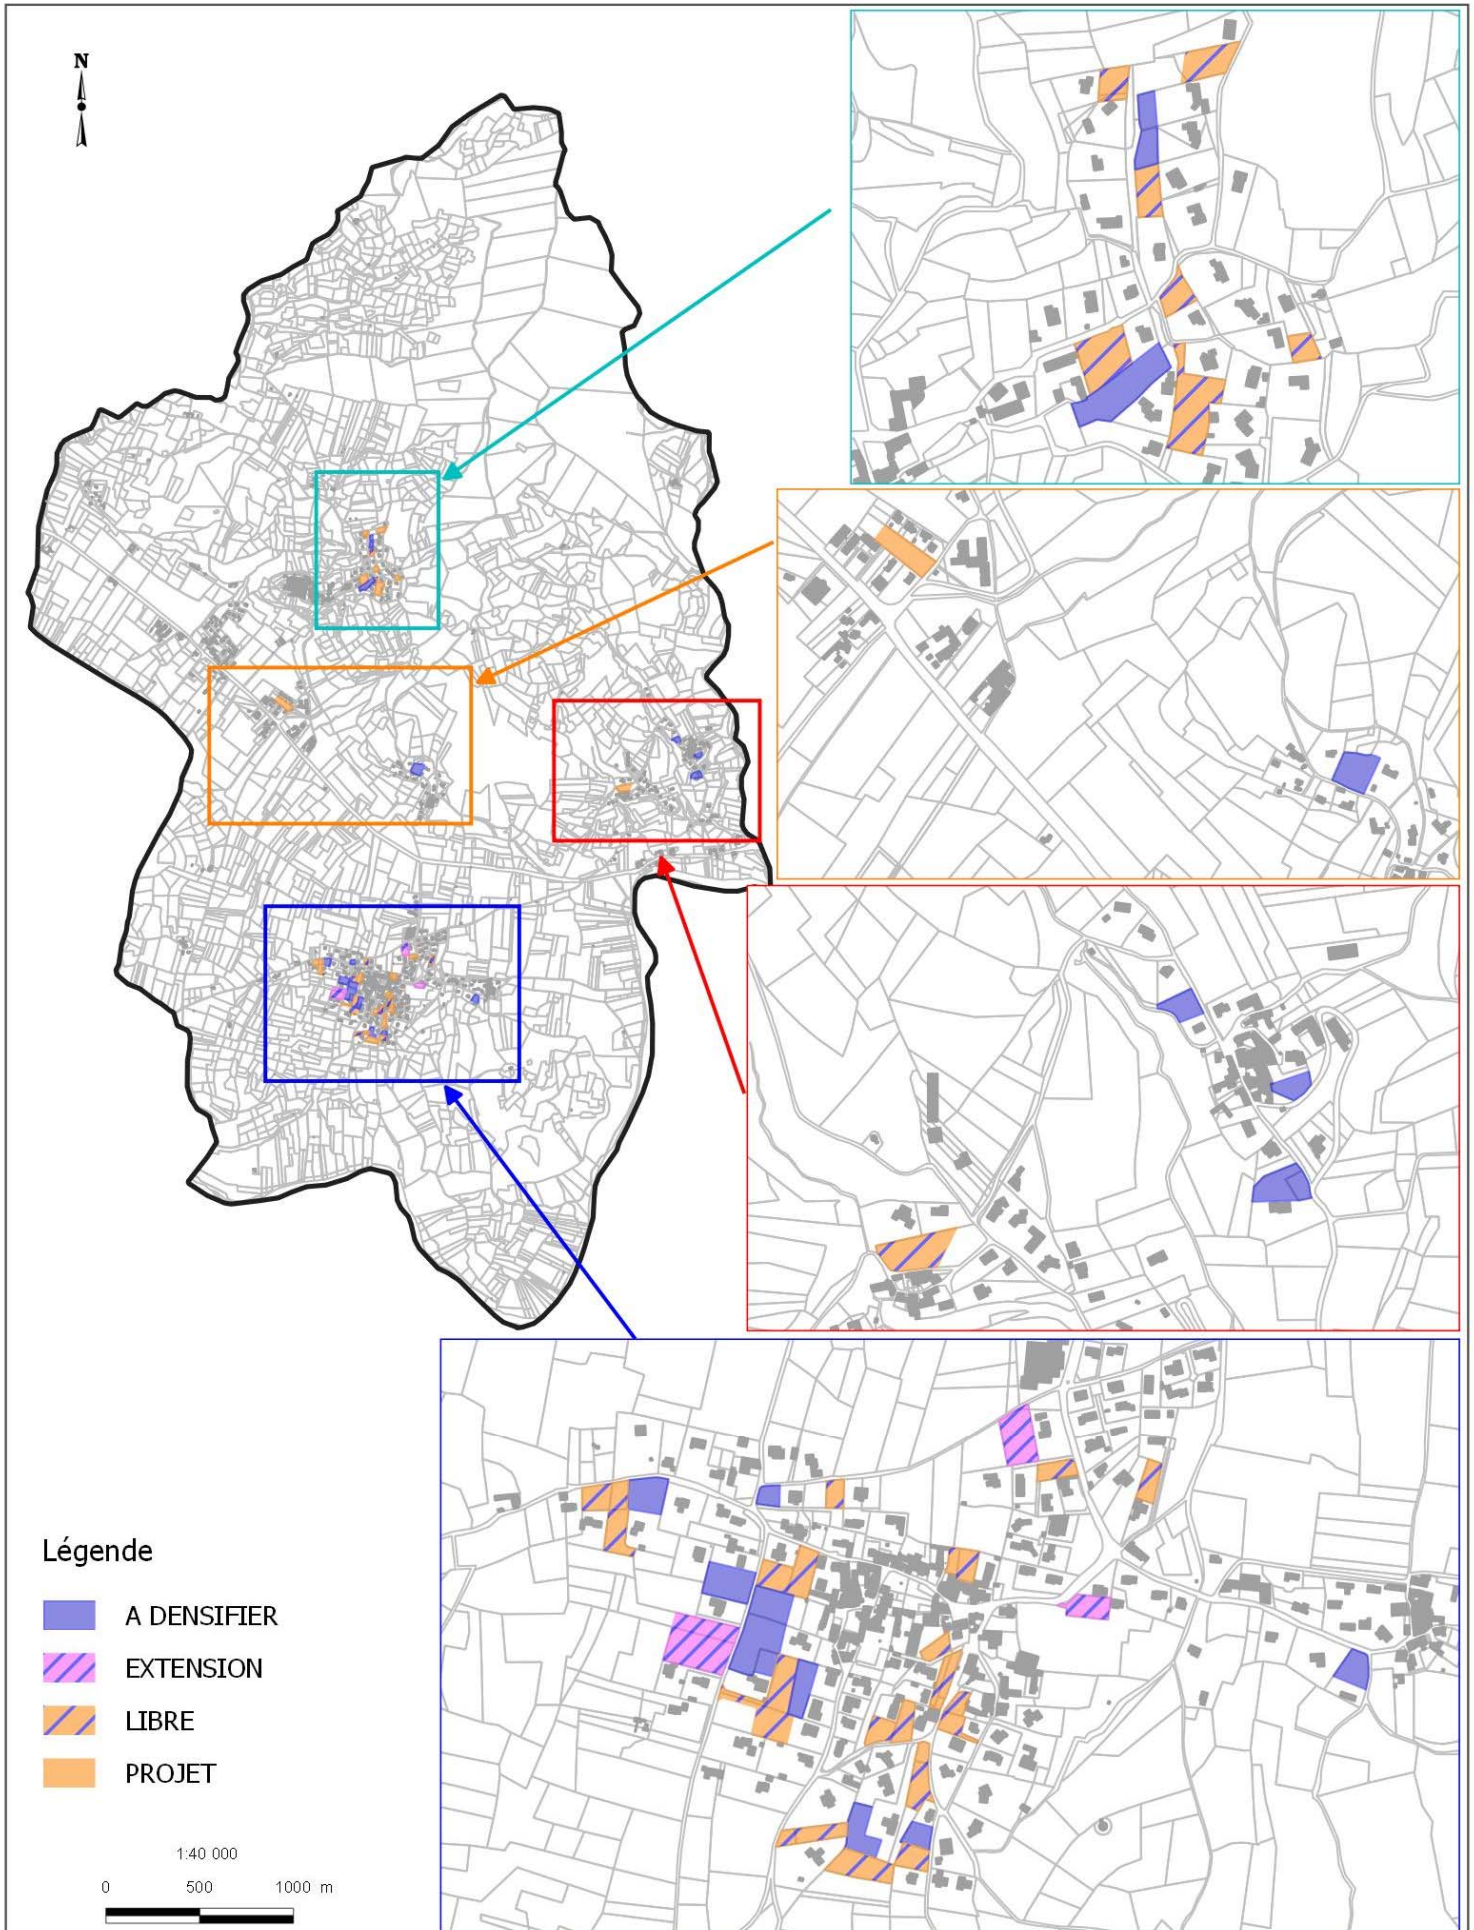 N
Légende
A DENSIFIER
EXTENSION
LIBRE
PROJET
1:40 000
0 500 1000 m